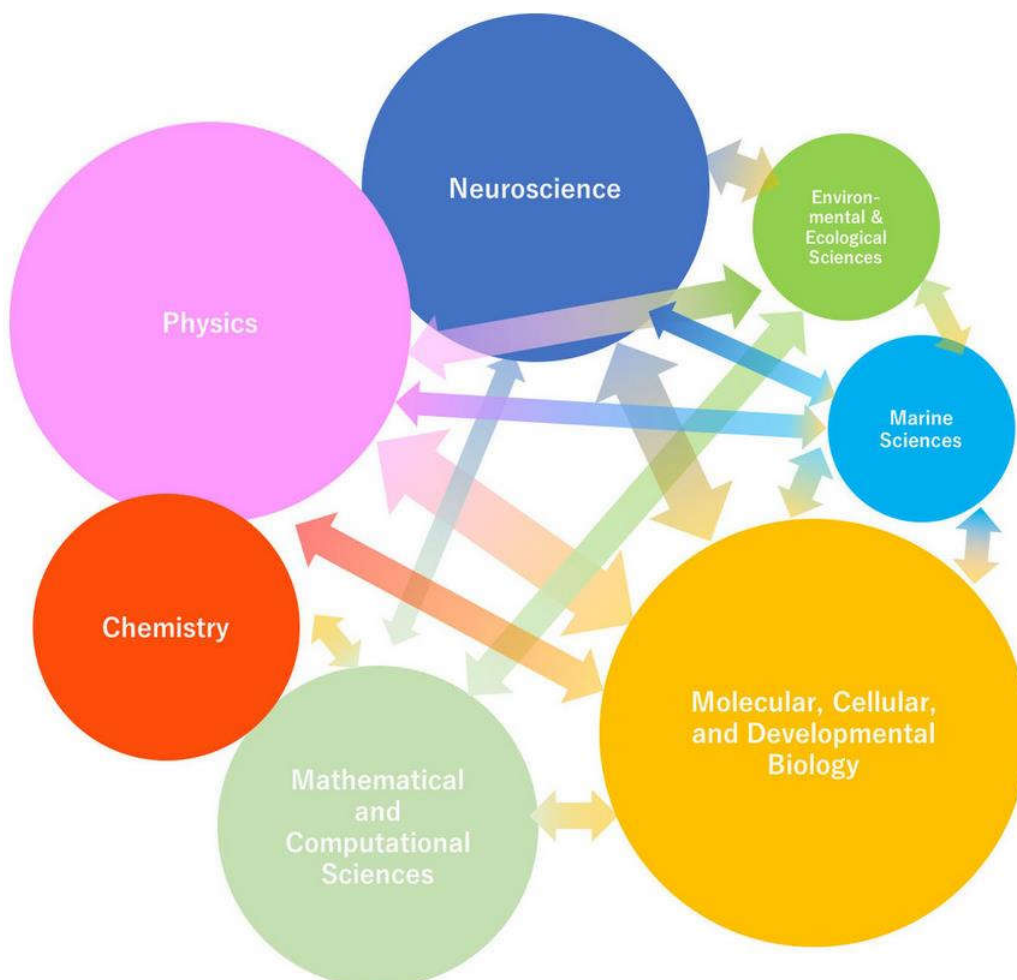 Neuroscience
Environ-
mental &
Ecological
Sciences
Physics
Marine
Sciences
Chemistry
Molecular, Cellular,
and Developmental
Biology
Mathematical
and
Computational
Sciences